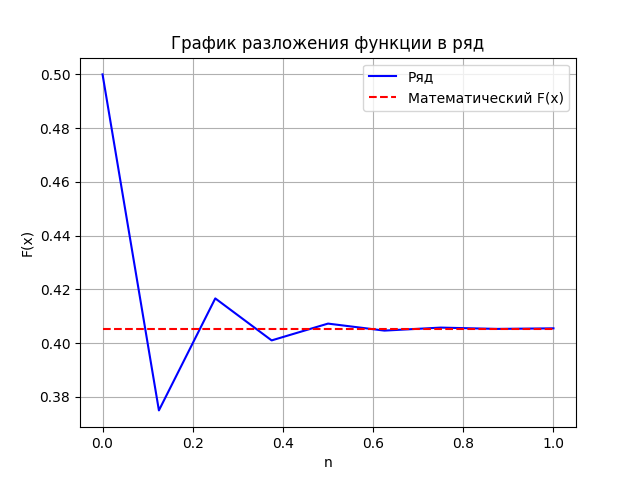 График разложения функции в ряд
Ряд
Математический F(x)
F(x)
0.50
0.48
0.46
0.44
0.42
0.40
0.38
0.0 0.2 0.4 0.6 0.8 1.0
n